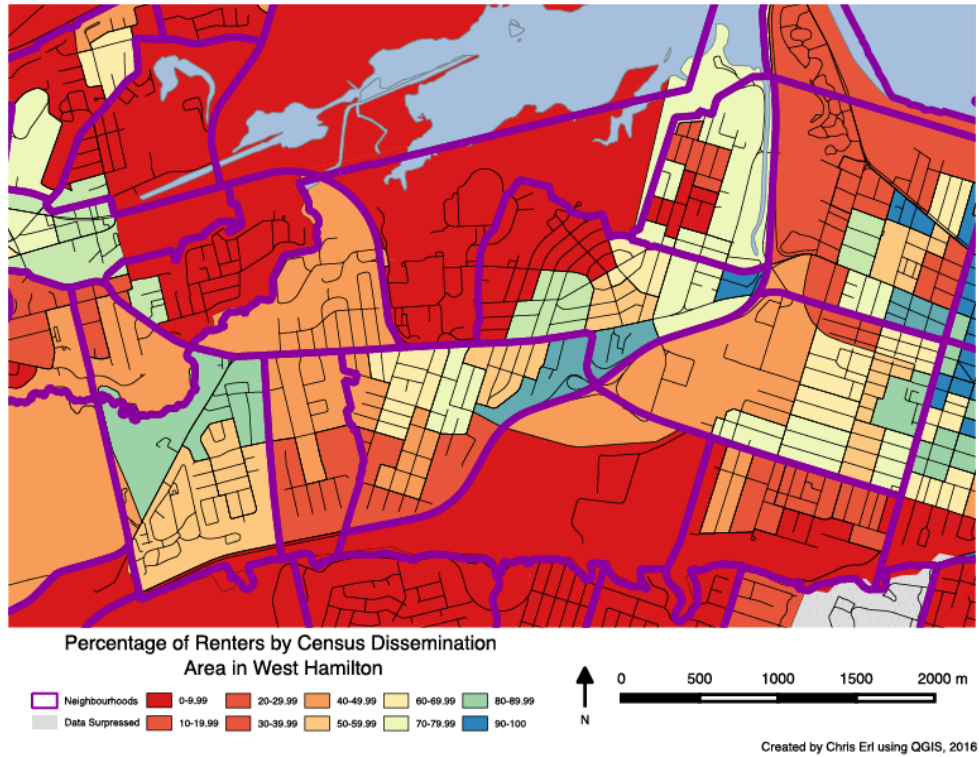 Percentage of Renters by Census Dissemination
Area in West Hamilton
Neighbourhoods
0-9.99
20-29.99
40-49.99
60-69.99
80-89.99
Data Surpressed
10-19.99
30-39.99
50-59.99
70-79.99
90-100
N
0 500 1000 1500 2000 m
Created by Chris Erl using QGIS, 2016